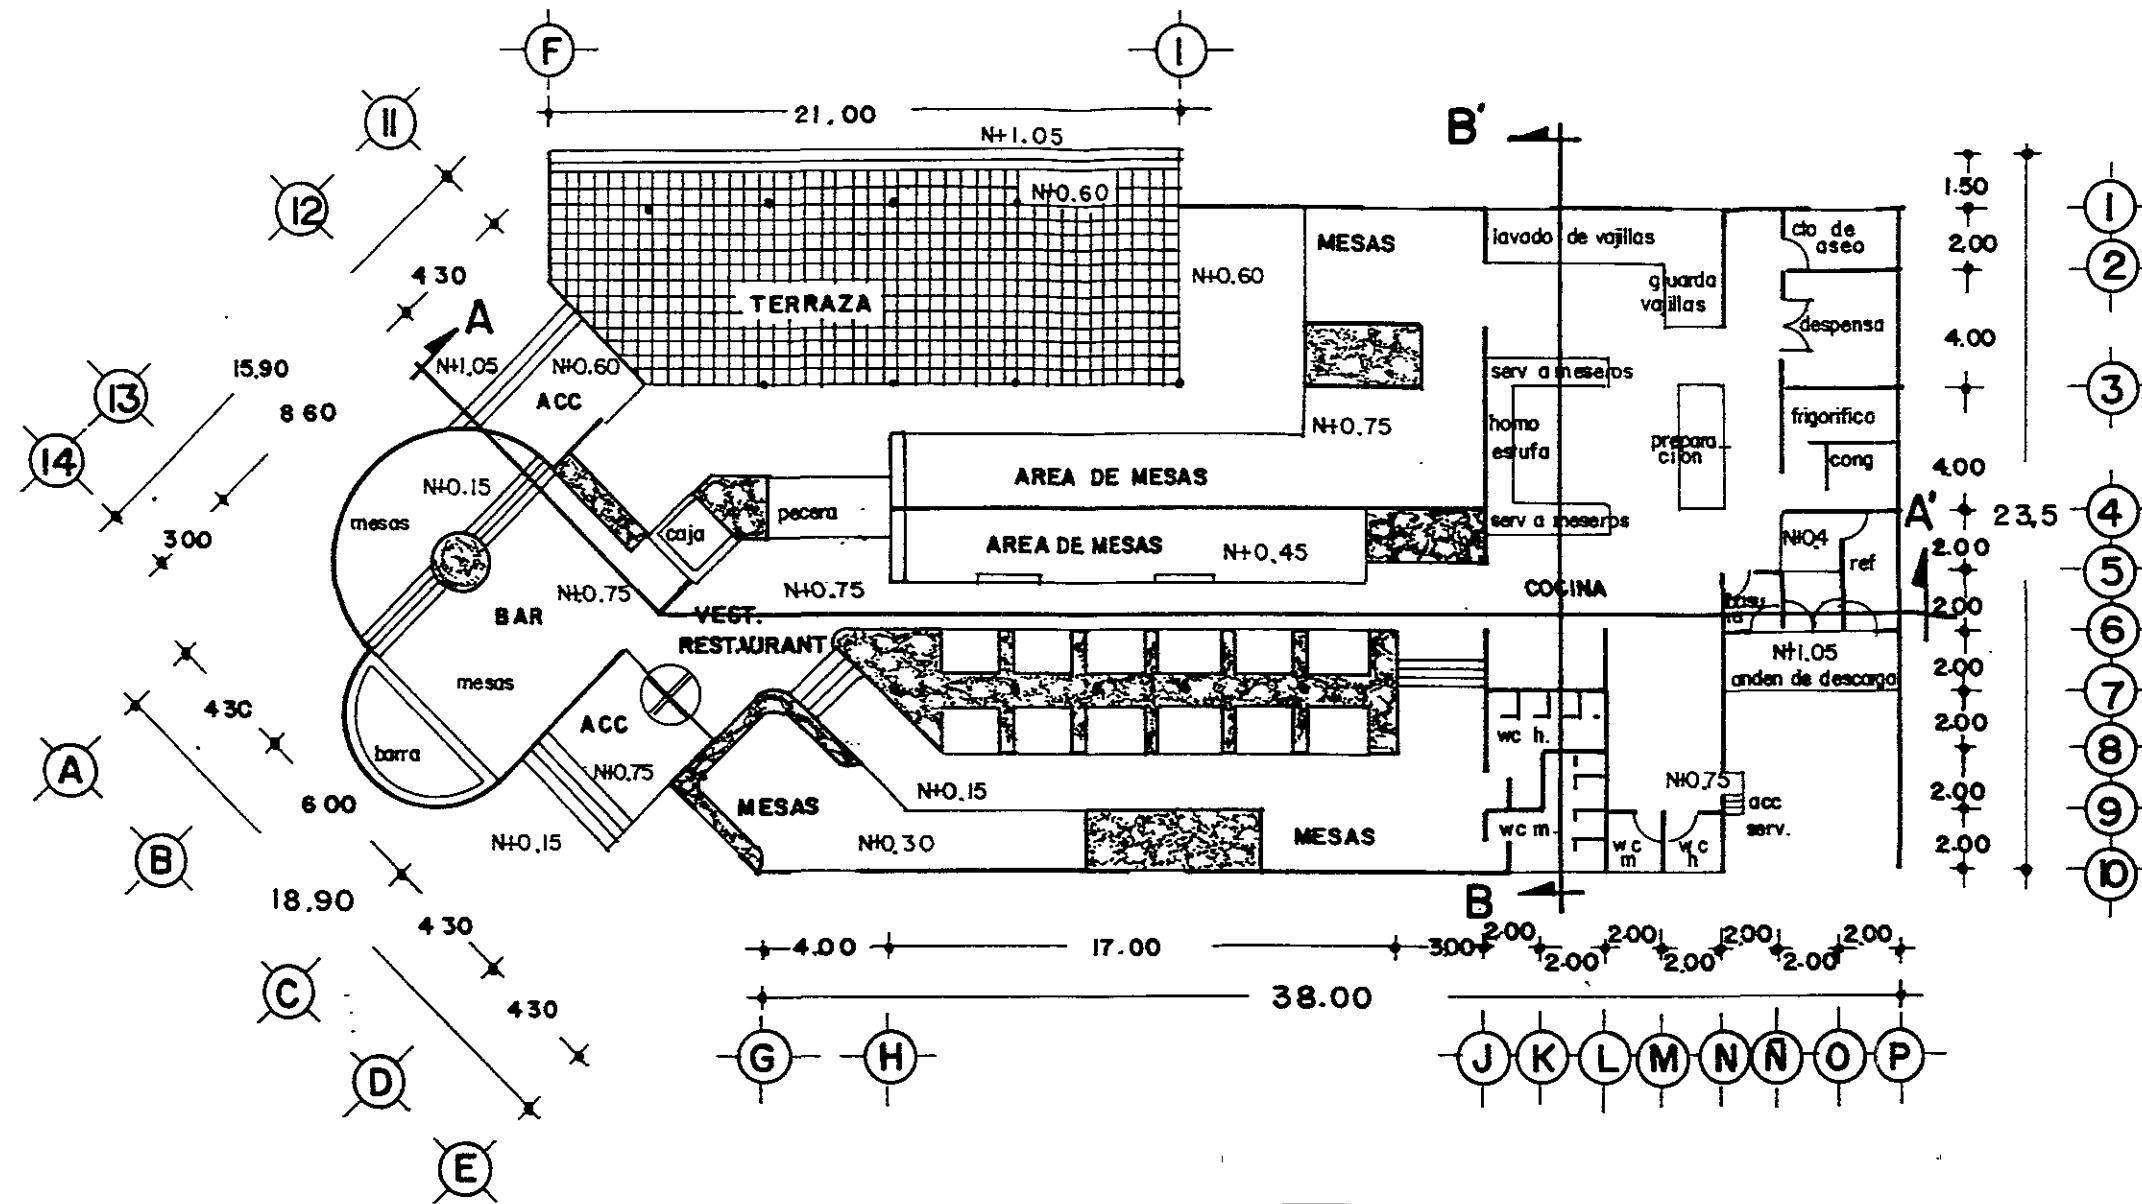 F
I
11
21.00
N+1.05
B'
12
N+0.60
1.50
1
MESAS
lavado de vajillas
cto de
aseo
2.00
2
N+0.60
guarda
vajillas
4 30
TERRAZA
A
despensa
4.00
N+1.05
N+0.60
15.90
serv a meseros
3
13
8 60
ACC
frigorifico
N+0.75
horno
estufa
prepara
cion
14
cong
4.00
AREA DE MESAS
N+0.15
mesas
pecera
serv a meseros
A'
23.5
4
caja
AREA DE MESAS
N+0.45
N+0.4
3 00
2.00
ref
5
N+0.75
N+0.75
COCINA
BAR
VEST.
RESTAURANT
basu
ra
2.00
6
N+1.05
2.00
mesas
anden de descarga
7
4 30
ACC
wc h.
2.00
8
A
barra
N+0.75
N+0.75
6 00
N+0.15
2.00
MESAS
acc
serv.
9
B
N+0.15
N+0.30
MESAS
wc m.
wc
m
wc
h
2.00
10
18.90
B
4 30
4.00
17.00
3.00
2.00
2.00
2.00
2.00
2.00
2.00
2.00
C
4 30
38.00
D
G
H
J
K
L
M
N
Ñ
O
P
E